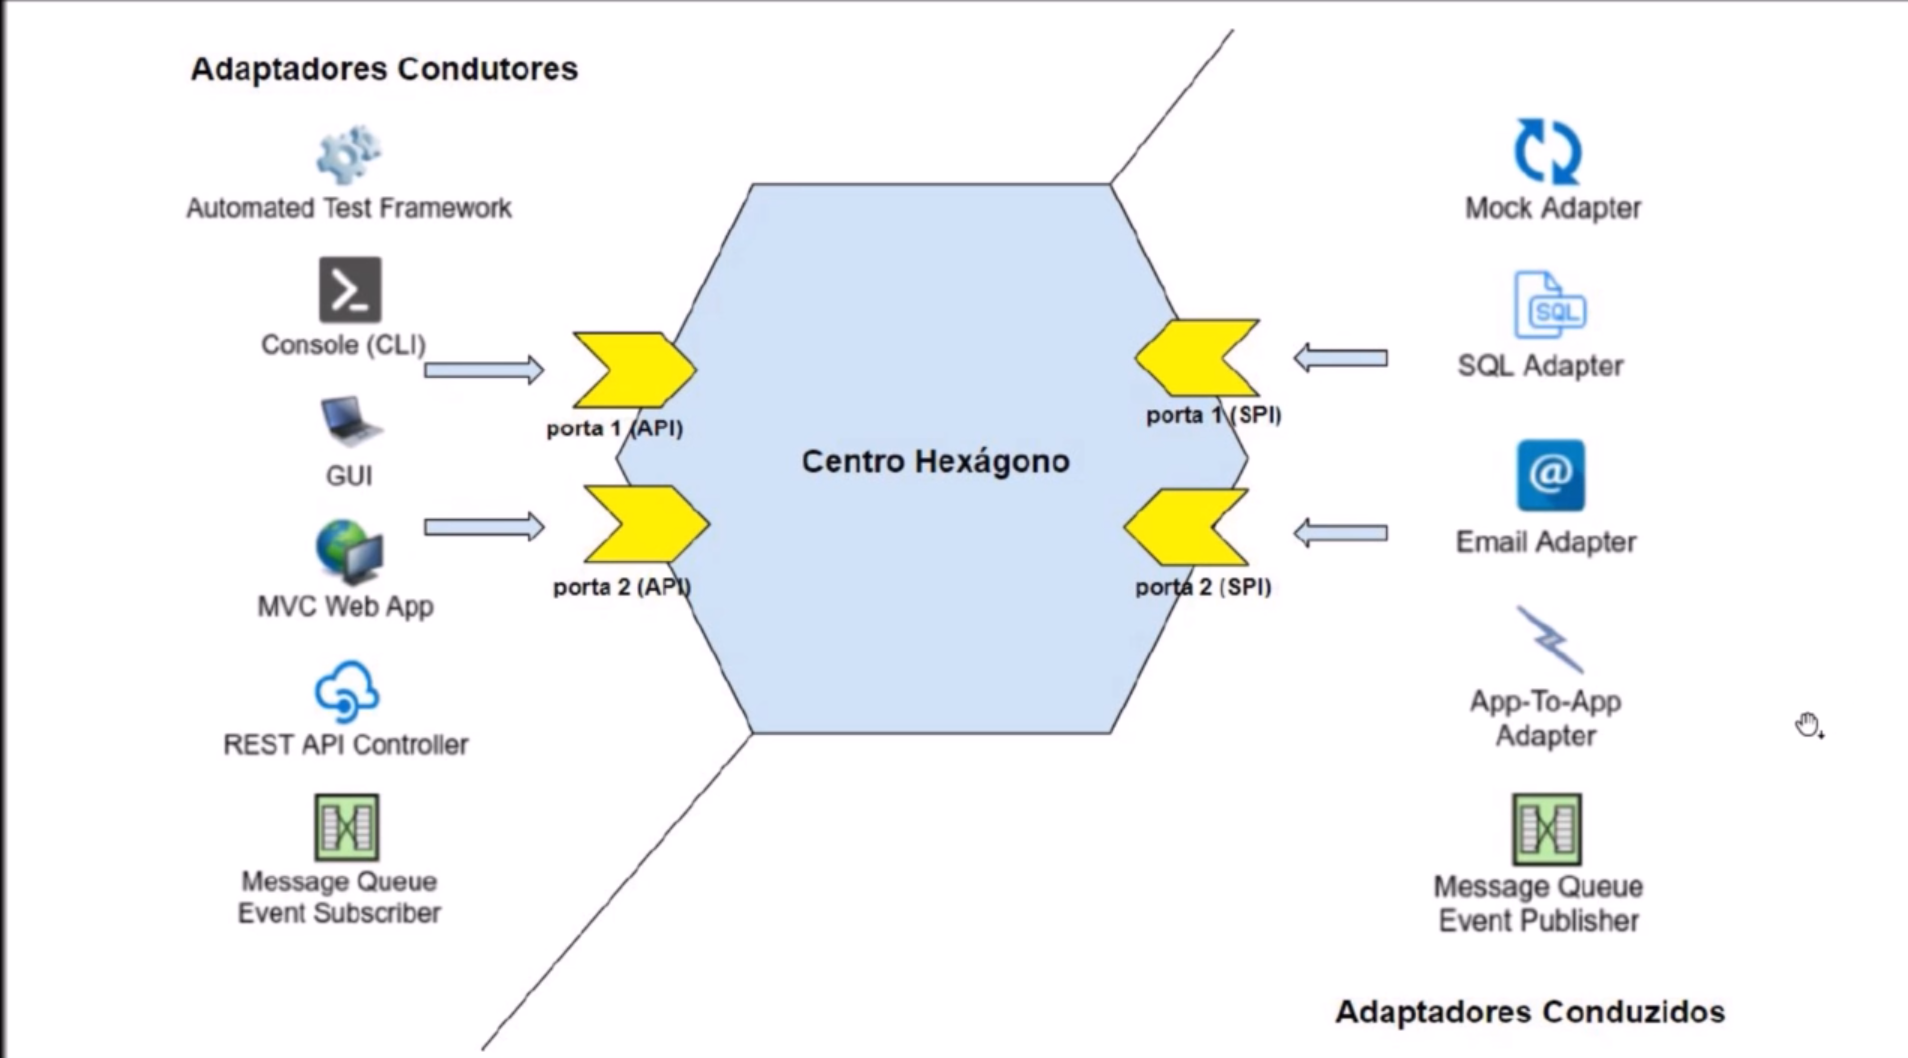 Adaptadores Condutores
Automated Test Framework
Console (CLI)
GUI
MVC Web App
REST API Controller
Message Queue
Event Subscriber
porta 1 (API)
porta 2 (API)
Centro Hexágono
porta 1 (SPI)
porta 2 (SPI)
Mock Adapter
SQL
SQL Adapter
@
Email Adapter
App-To-App
Adapter
Message Queue
Event Publisher
Adaptadores Conduzidos